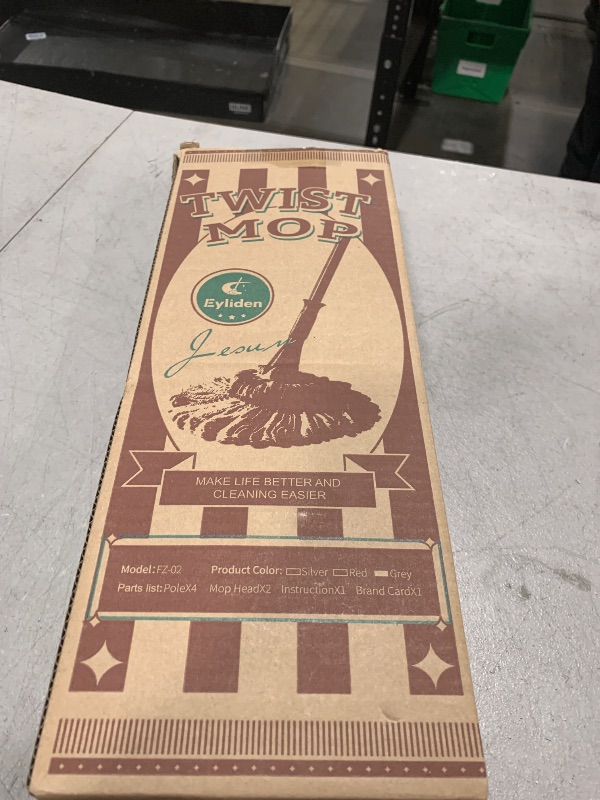 TWIST
MOP
Eyliden
Jesun
MAKE LIFE BETTER AND
CLEANING EASIER
Model:FZ-02 Product Color: Silver Red Grey
Parts list:PoleX4 Mop HeadX2 InstructionX1 Brand CardX1